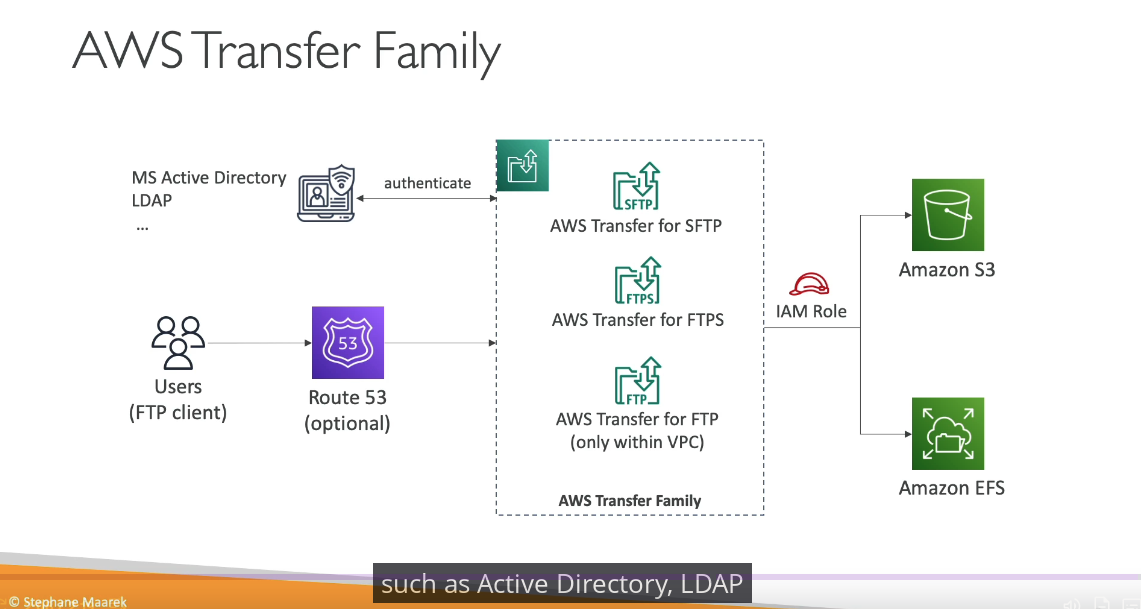 AWS Transfer Family
MS Active Directory
LDAP
...
authenticate
SFTP
AWS Transfer for SFTP
FTPS
AWS Transfer for FTPS
FTP
AWS Transfer for FTP
(only within VPC)
AWS Transfer Family
Users
(FTP client)
53
Route 53
(optional)
IAM Role
Amazon S3
Amazon EFS
such as Active Directory, LDAP
© Stephane Maarek